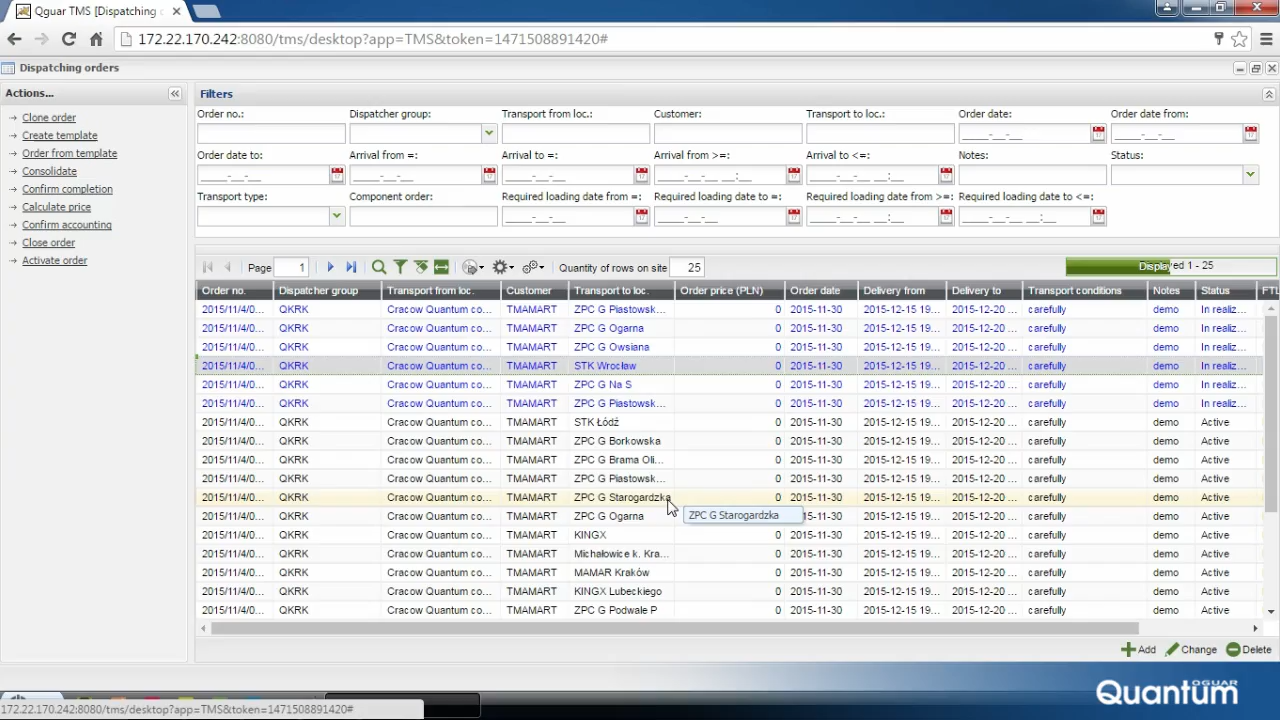 Qguar TMS [Dispatching o
172.22.170.242:8080/tms/desktop?app=TMS&token=1471508891420#
Dispatching orders
Actions...
Clone order
Create template
Order from template
Consolidate
Confirm completion
Calculate price
Confirm accounting
Close order
Activate order
Filters
Order no.: Dispatcher group: Transport from loc.: Customer: Transport to loc.: Order date: Order date from:
Order date to: Arrival from =: Arrival to =: Arrival from >=: Arrival to <=: Notes: Status:
Transport type: Component order: Required loading date from =: Required loading date to =: Required loading date from >=: Required loading date to <=:
Page 1 Quantity of rows on site 25 Displayed 1 - 25
Order no. Dispatcher group Transport from loc. Customer Transport to loc. Order price (PLN) Order date Delivery from Delivery to Transport conditions Notes Status FTL
2015/11/4/0... QKRK Cracow Quantum co... TMAMART ZPC G Piastowsk... 0 2015-11-30 2015-12-15 19... 2015-12-20 ... carefully demo In realiz...
2015/11/4/0... QKRK Cracow Quantum co... TMAMART ZPC G Ogarna 0 2015-11-30 2015-12-15 19... 2015-12-20 ... carefully demo In realiz...
2015/11/4/0... QKRK Cracow Quantum co... TMAMART ZPC G Owsiana 0 2015-11-30 2015-12-15 19... 2015-12-20 ... carefully demo In realiz...
2015/11/4/0... QKRK Cracow Quantum co... TMAMART STK Wrocław 0 2015-11-30 2015-12-15 19... 2015-12-20 ... carefully demo In realiz...
2015/11/4/0... QKRK Cracow Quantum co... TMAMART ZPC G Na S 0 2015-11-30 2015-12-15 19... 2015-12-20 ... carefully demo In realiz...
2015/11/4/0... QKRK Cracow Quantum co... TMAMART ZPC G Piastowsk... 0 2015-11-30 2015-12-15 19... 2015-12-20 ... carefully demo In realiz...
2015/11/4/0... QKRK Cracow Quantum co... TMAMART STK Łódź 0 2015-11-30 2015-12-15 19... 2015-12-20 ... carefully demo Active
2015/11/4/0... QKRK Cracow Quantum co... TMAMART ZPC G Borkowska 0 2015-11-30 2015-12-15 19... 2015-12-20 ... carefully demo Active
2015/11/4/0... QKRK Cracow Quantum co... TMAMART ZPC G Brama Oli... 0 2015-11-30 2015-12-15 19... 2015-12-20 ... carefully demo Active
2015/11/4/0... QKRK Cracow Quantum co... TMAMART ZPC G Piastowsk... 0 2015-11-30 2015-12-15 19... 2015-12-20 ... carefully demo Active
2015/11/4/0... QKRK Cracow Quantum co... TMAMART ZPC G Starogardzka 0 2015-11-30 2015-12-15 19... 2015-12-20 ... carefully demo Active
2015/11/4/0... QKRK Cracow Quantum co... TMAMART ZPC G Ogarna ZPC G Starogardzka 015-11-30 2015-12-15 19... 2015-12-20 ... carefully demo Active
2015/11/4/0... QKRK Cracow Quantum co... TMAMART KINGX 0 2015-11-30 2015-12-15 19... 2015-12-20 ... carefully demo Active
2015/11/4/0... QKRK Cracow Quantum co... TMAMART Michałowice k. Kra... 0 2015-11-30 2015-12-15 19... 2015-12-20 ... carefully demo Active
2015/11/4/0... QKRK Cracow Quantum co... TMAMART MAMAR Kraków 0 2015-11-30 2015-12-15 19... 2015-12-20 ... carefully demo Active
2015/11/4/0... QKRK Cracow Quantum co... TMAMART KINGX Lubeckiego 0 2015-11-30 2015-12-15 19... 2015-12-20 ... carefully demo Active
2015/11/4/0... QKRK Cracow Quantum co... TMAMART ZPC G Podwale P 0 2015-11-30 2015-12-15 19... 2015-12-20 ... carefully demo Active
Add Change Delete
QGUAR
Quantum
172.22.170.242:8080/tms/desktop?app=TMS&token=1471508891420#